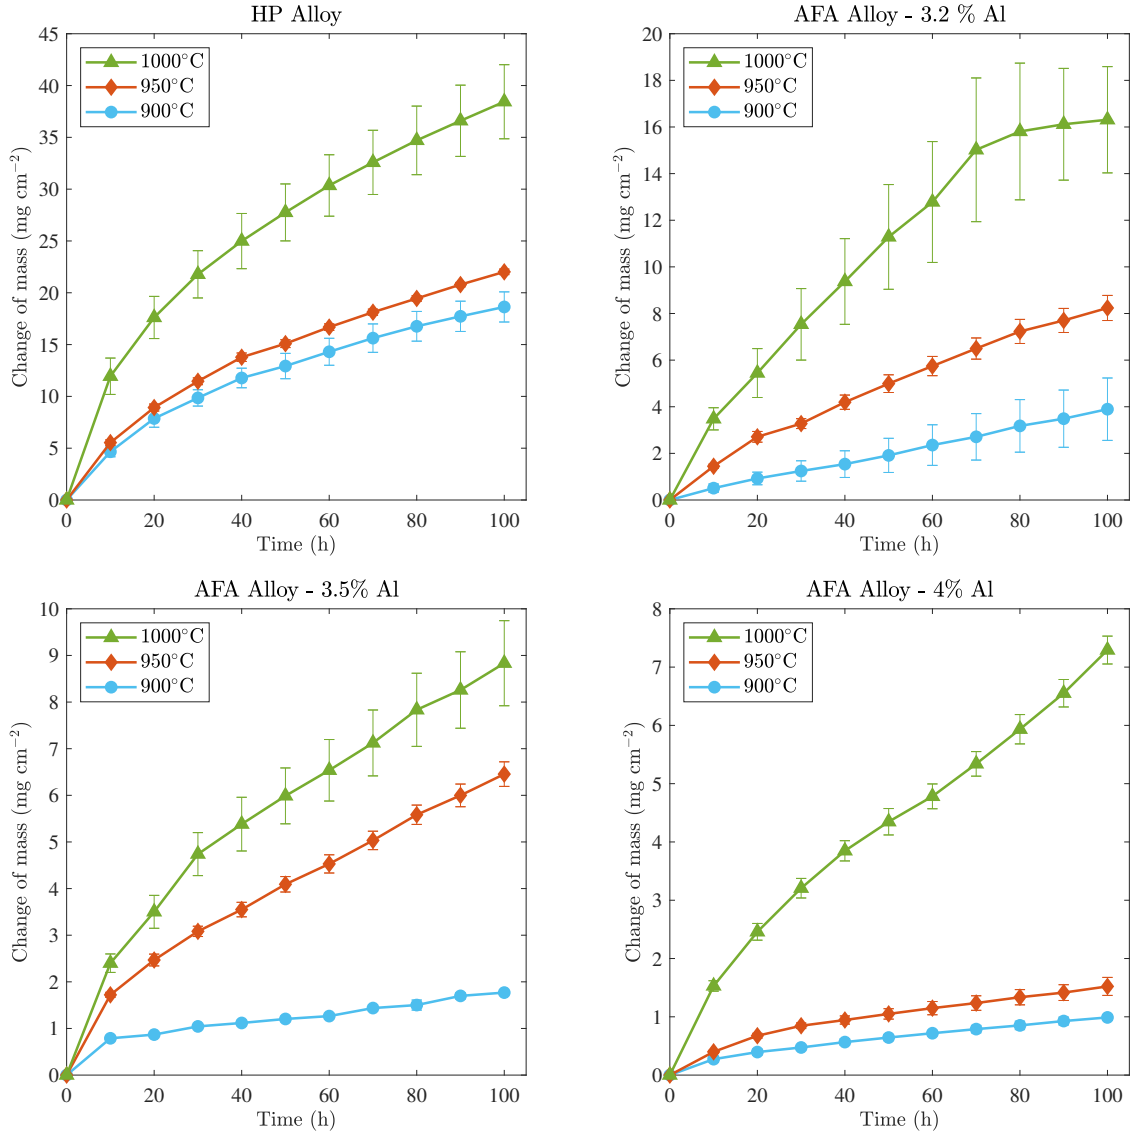 HP Alloy
45
40
35
30
25
20
15
10
5
0
Change of mass (mg cm⁻²)
1000°C
950°C
900°C
0 20 40 60 80 100
Time (h)
AFA Alloy - 3.2 % Al
20
18
16
14
12
10
8
6
4
2
0
Change of mass (mg cm⁻²)
1000°C
950°C
900°C
0 20 40 60 80 100
Time (h)
AFA Alloy - 3.5% Al
10
9
8
7
6
5
4
3
2
1
0
Change of mass (mg cm⁻²)
1000°C
950°C
900°C
0 20 40 60 80 100
Time (h)
AFA Alloy - 4% Al
8
7
6
5
4
3
2
1
0
Change of mass (mg cm⁻²)
1000°C
950°C
900°C
0 20 40 60 80 100
Time (h)